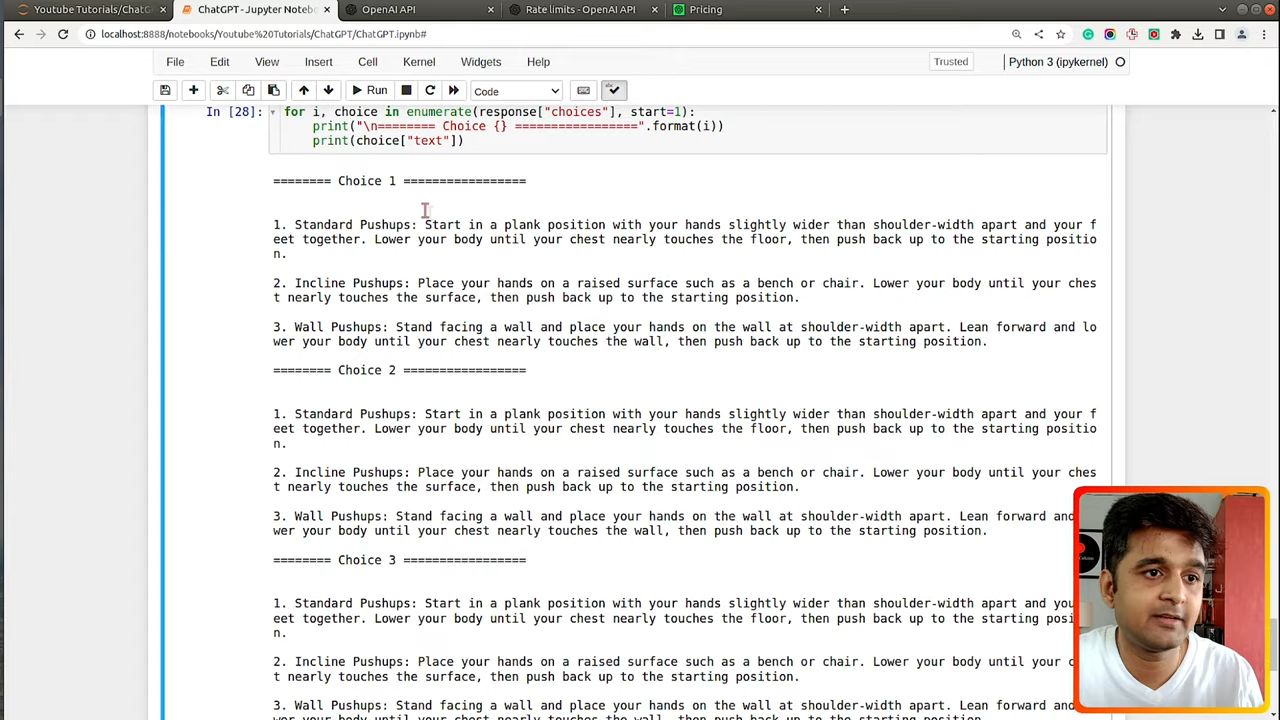 Youtube Tutorials/ChatG
ChatGPT - Jupyter Noteb
OpenAI API
Rate limits - OpenAI API
Pricing
localhost:8888/notebooks/Youtube%20Tutorials/ChatGPT/ChatGPT.ipynb#
File Edit View Insert Cell Kernel Widgets Help
Trusted
Python 3 (ipykernel)
Run
Code
In [28]:
for i, choice in enumerate(response["choices"], start=1):
print("\n======== Choice {} =================".format(i))
print(choice["text"])
======== Choice 1 =================
1. Standard Pushups: Start in a plank position with your hands slightly wider than shoulder-width apart and your f
eet together. Lower your body until your chest nearly touches the floor, then push back up to the starting positio
n.
2. Incline Pushups: Place your hands on a raised surface such as a bench or chair. Lower your body until your ches
t nearly touches the surface, then push back up to the starting position.
3. Wall Pushups: Stand facing a wall and place your hands on the wall at shoulder-width apart. Lean forward and lo
wer your body until your chest nearly touches the wall, then push back up to the starting position.
======== Choice 2 =================
1. Standard Pushups: Start in a plank position with your hands slightly wider than shoulder-width apart and your f
eet together. Lower your body until your chest nearly touches the floor, then push back up to the starting positio
n.
2. Incline Pushups: Place your hands on a raised surface such as a bench or chair. Lower your body until your ches
t nearly touches the surface, then push back up to the starting position.
3. Wall Pushups: Stand facing a wall and place your hands on the wall at shoulder-width apart. Lean forward and
wer your body until your chest nearly touches the wall, then push back up to the starting position.
======== Choice 3 =================
1. Standard Pushups: Start in a plank position with your hands slightly wider than shoulder-width apart and you
eet together. Lower your body until your chest nearly touches the floor, then push back up to the starting posi
n.
2. Incline Pushups: Place your hands on a raised surface such as a bench or chair. Lower your body until your c
t nearly touches the surface, then push back up to the starting position.
3. Wall Pushups: Stand facing a wall and place your hands on the wall at shoulder-width apart. Lean forward and
wer your body until your chest nearly touches the wall, then push back up to the starting position.